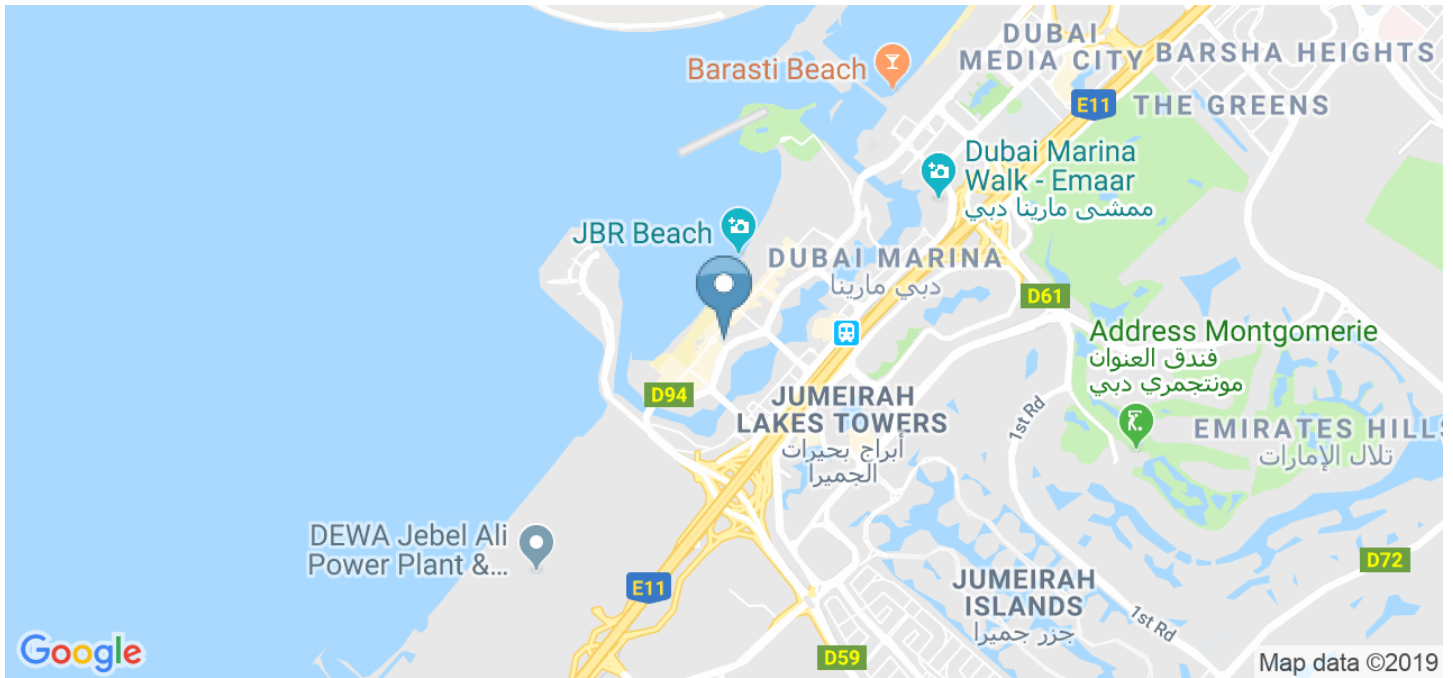 DUBAI
MEDIA CITY
BARSHA HEIGHTS
Barasti Beach
E11
THE GREENS
Dubai Marina
Walk - Emaar
ممشى مارينا دبي
JBR Beach
DUBAI MARINA
دبي مارينا
D61
Address Montgomerie
فندق العنوان
مونتجمري دبي
D94
JUMEIRAH
LAKES TOWERS
أبراج بحيرات
الجميرا
1st Rd
EMIRATES HILLS
تلال الإمارات
DEWA Jebel Ali
Power Plant &...
E11
D72
JUMEIRAH
ISLANDS
جزر جميرا
1st Rd
D59
Google
Map data ©2019